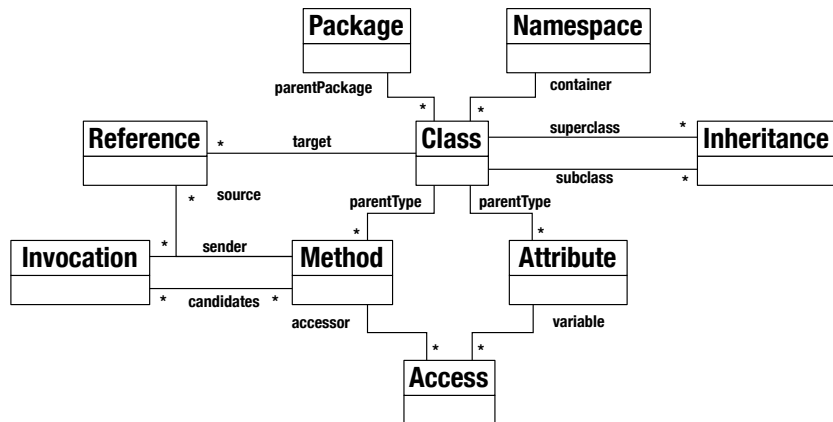 Package
Namespace
parentPackage
container
*
*
Reference
Class
superclass
*
Inheritance
*
target
*
source
subclass
*
parentType
parentType
Invocation
*
sender
*
Method
*
Attribute
*
candidates
*
accessor
variable
*
*
Access